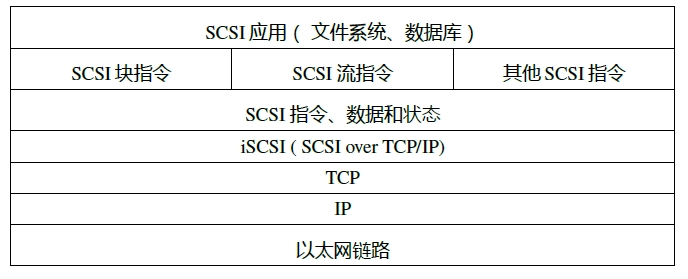 SCSI 应用（ 文件系统、数据库）
SCSI 块指令
SCSI 流指令
其他 SCSI 指令
SCSI 指令、数据和状态
iSCSI ( SCSI over TCP/IP)
TCP
IP
以太网链路